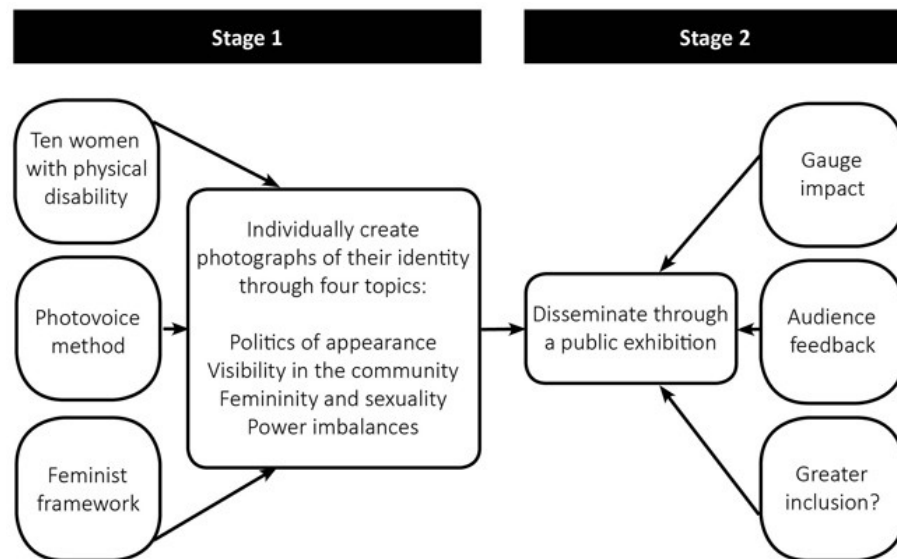 Stage 1
Stage 2
Ten women
with physical
disability
Photovoice
method
Feminist
framework
Individually create
photographs of their identity
through four topics:
Politics of appearance
Visibility in the community
Femininity and sexuality
Power imbalances
Disseminate through
a public exhibition
Gauge
impact
Audience
feedback
Greater
inclusion?